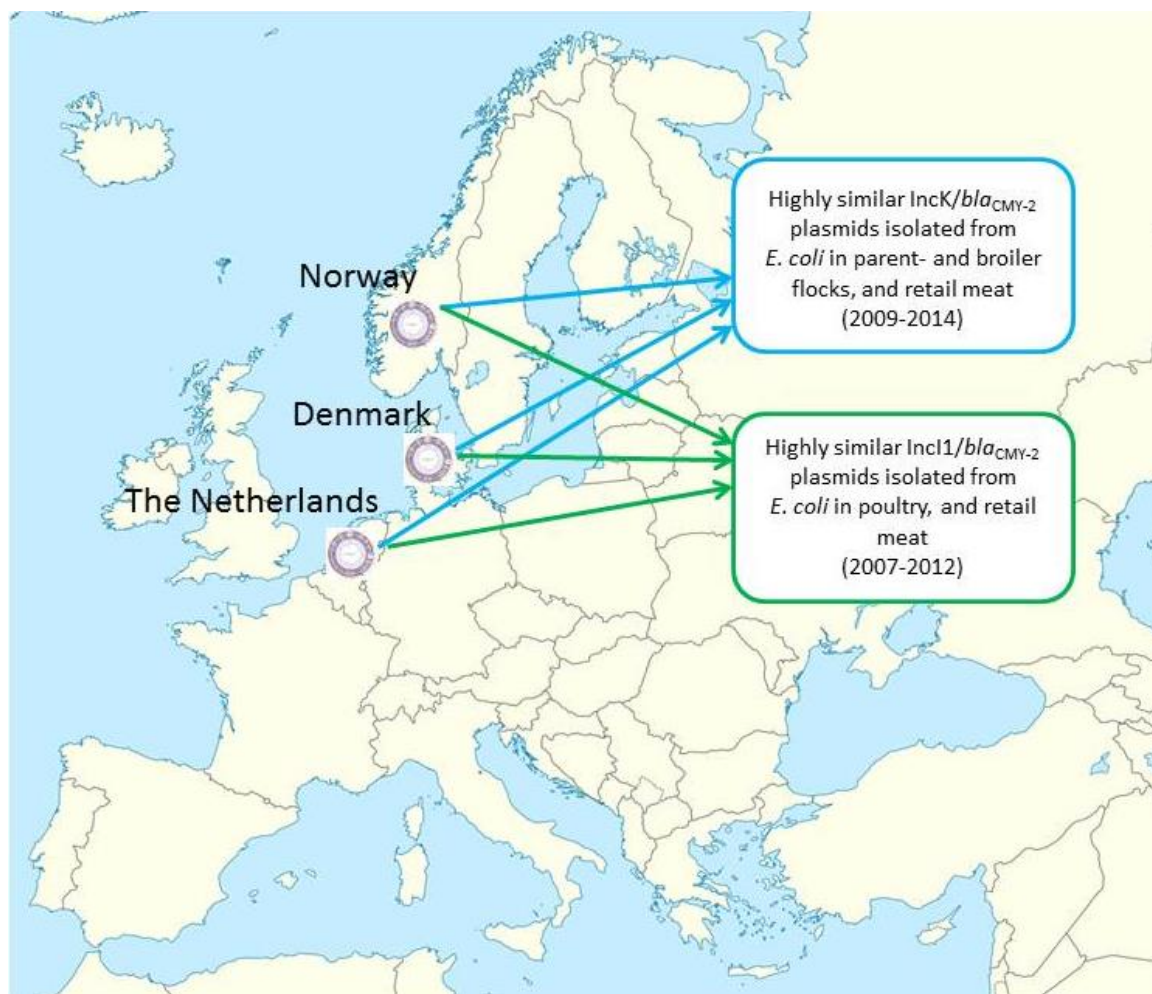 Norway
Denmark
The Netherlands
Highly similar IncK/blaCMY-2
plasmids isolated from
E. coli in parent- and broiler
flocks, and retail meat
(2009-2014)
Highly similar IncI1/blaCMY-2
plasmids isolated from
E. coli in poultry, and retail
meat
(2007-2012)